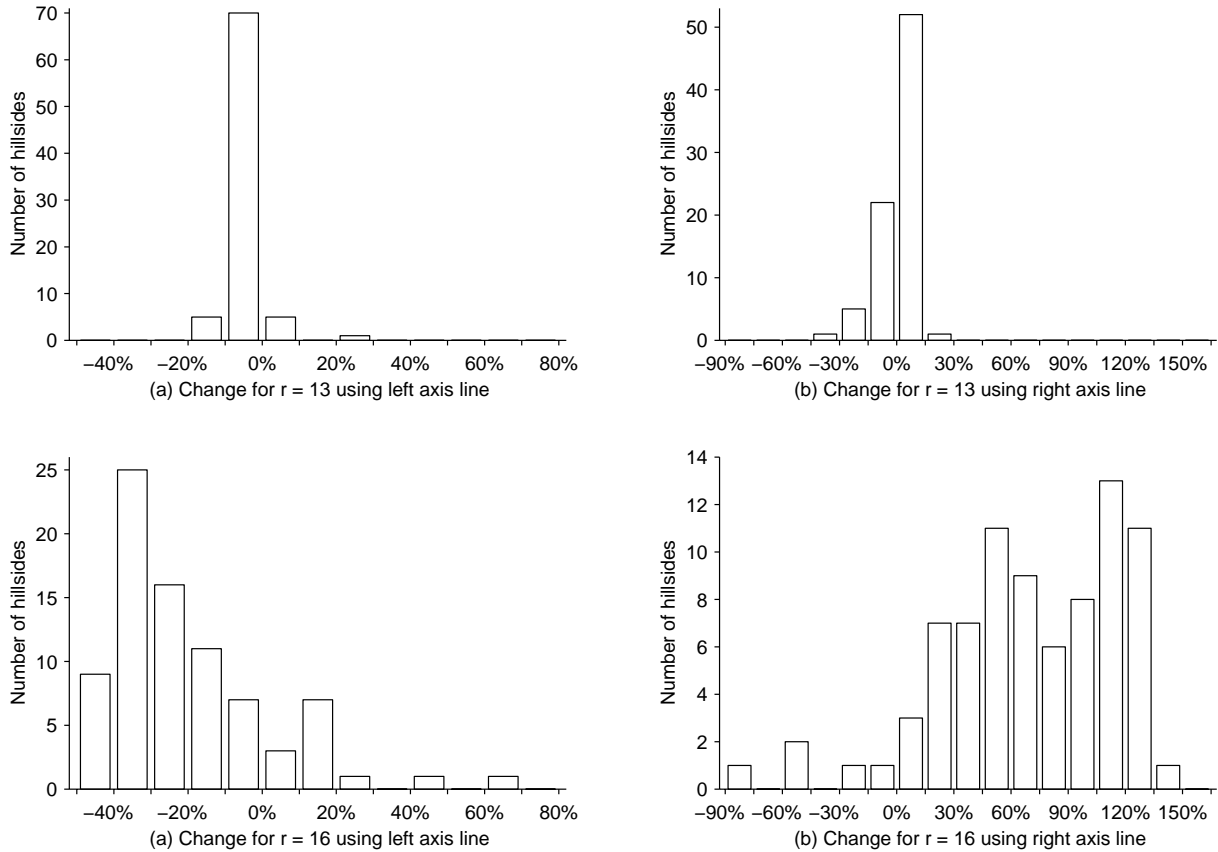 Number of hillsides
70
60
50
40
30
20
10
0
−40% −20% 0% 20% 40% 60% 80%
(a) Change for r = 13 using left axis line
Number of hillsides
50
40
30
20
10
0
−90% −60% −30% 0% 30% 60% 90% 120% 150%
(b) Change for r = 13 using right axis line
Number of hillsides
25
20
15
10
5
0
−40% −20% 0% 20% 40% 60% 80%
(a) Change for r = 16 using left axis line
Number of hillsides
14
12
10
8
6
4
2
0
−90% −60% −30% 0% 30% 60% 90% 120% 150%
(b) Change for r = 16 using right axis line